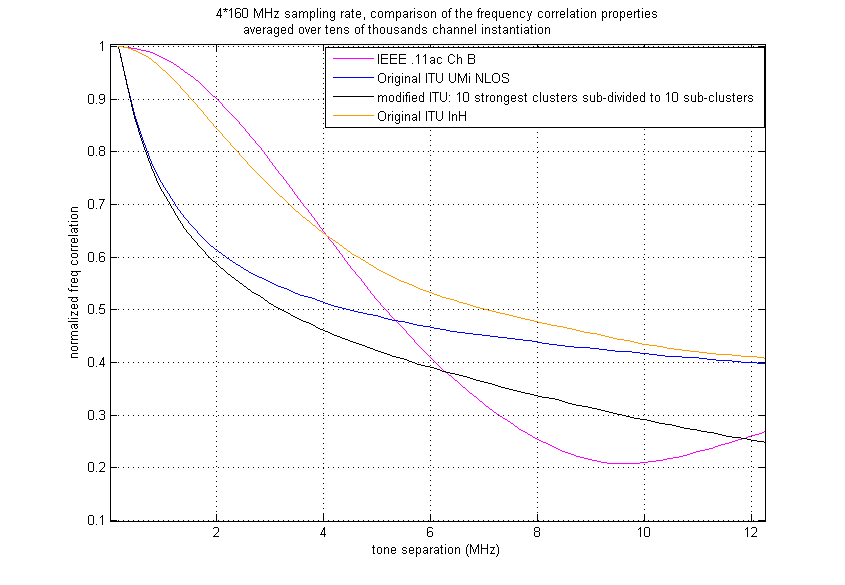 4*160 MHz sampling rate, comparison of the frequency correlation properties
averaged over tens of thousands channel instantiation
IEEE .11ac Ch B
Original ITU UMi NLOS
modified ITU: 10 strongest clusters sub-divided to 10 sub-clusters
Original ITU InH
normalized freq correlation
1
0.9
0.8
0.7
0.6
0.5
0.4
0.3
0.2
0.1
2 4 6 8 10 12
tone separation (MHz)